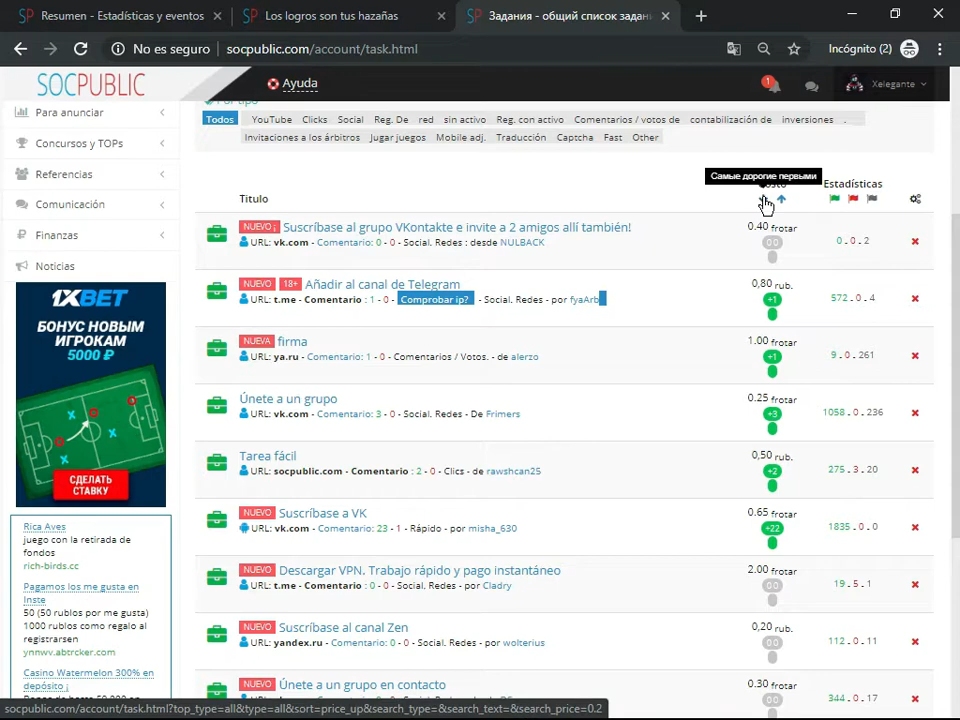 Resumen - Estadísticas y eventos
Los logros son tus hazañas
Задания - общий список задани
No es seguro
socpublic.com/account/task.html
Incógnito (2)
SOCPUBLIC
Ayuda
1
Xelegante
Para anunciar
Concursos y TOPs
Referencias
Comunicación
Finanzas
Noticias
1XBET
БОНУС НОВЫМ
ИГРОКАМ
5000 ₽
СДЕЛАТЬ
СТАВКУ
Rica Aves
juego con la retirada de
fondos
rich-birds.cc
Pagamos los me gusta en
Inste
50 (50 rublos por me gusta)
1000 rublos como regalo al
registrarsen
ynnwv.abtrcker.com
Casino Watermelon 300% en
depósito ¡
Todos YouTube Clicks Social Reg. De red sin activo Reg. con activo Comentarios / votos de contabilización de inversiones .
Invitaciones a los árbitros Jugar juegos Mobile adj. Traducción Captcha Fast Other
Самые дорогие первыми
Titulo
Estadísticas
NUEVO ¡ Suscríbase al grupo VKontakte e invite a 2 amigos allí también!
URL: vk.com - Comentario: 0 - 0 - Social. Redes : desde NULBACK
0.40 frotar
0 0
0 . 0 . 2
NUEVO 18+ Añadir al canal de Telegram
URL: t.me - Comentario : 1 - 0 - Comprobar ip? - Social. Redes - por fyaArb
0,80 rub.
+1
572 . 0 . 4
NUEVA firma
URL: ya.ru - Comentario: 1 - 0 - Comentarios / Votos. - de alerzo
1.00 frotar
+1
9 . 0 . 261
Únete a un grupo
URL: vk.com - Comentario: 3 - 0 - Social. Redes - De Frimers
0.25 frotar
+3
1058 . 0 . 236
Tarea fácil
URL: socpublic.com - Comentario : 2 - 0 - Clics - de rawshcan25
0,50 rub.
+2
275 . 3 . 20
NUEVO Suscríbase a VK
URL: vk.com - Comentario: 23 - 1 - Rápido - por misha_630
0.65 frotar
+22
1835 . 0 . 0
NUEVO Descargar VPN. Trabajo rápido y pago instantáneo
URL: t.me - Comentario : 0 - 0 - Social. Redes - por Cladry
2.00 frotar
0 0
19 . 5 . 1
NUEVO Suscríbase al canal Zen
URL: yandex.ru - Comentario: 0 - 0 - Social. Redes - por wolterius
0,20 rub.
0 0
112 . 0 . 11
NUEVO Únete a un grupo en contacto
0.30 frotar
0 0
344 . 0 . 17
socpublic.com/account/task.html?top_type=all&type=all&sort=price_up&search_type=&search_text=&search_price=0.2